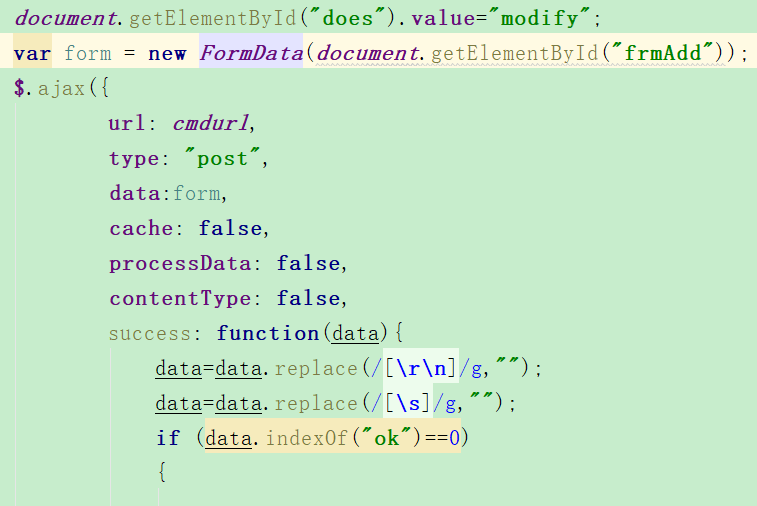 document.getElementById("does").value="modify";
var form = new FormData(document.getElementById("frmAdd"));
$.ajax({
url: cmdurl,
type: "post",
data:form,
cache: false,
processData: false,
contentType: false,
success: function(data){
data=data.replace(/[\r\n]/g,"");
data=data.replace(/[\s]/g,"");
if (data.indexOf("ok")==0)
{